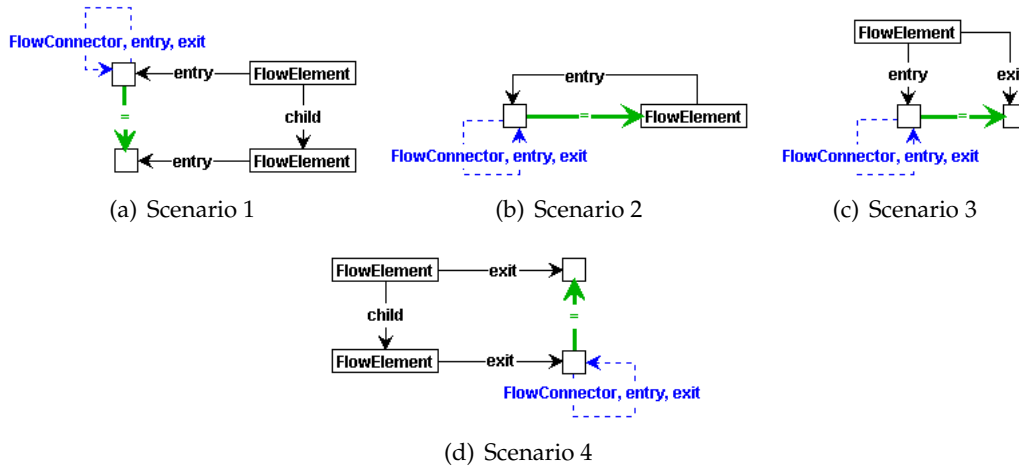 FlowConnector, entry, exit
entry
FlowElement
=
child
entry
FlowElement
(a) Scenario 1
entry
=
FlowElement
FlowConnector, entry, exit
(b) Scenario 2
FlowElement
entry
=
FlowConnector, entry, exit
(c) Scenario 3
FlowElement
exit
child
=
FlowElement
exit
FlowConnector, entry, exit
(d) Scenario 4